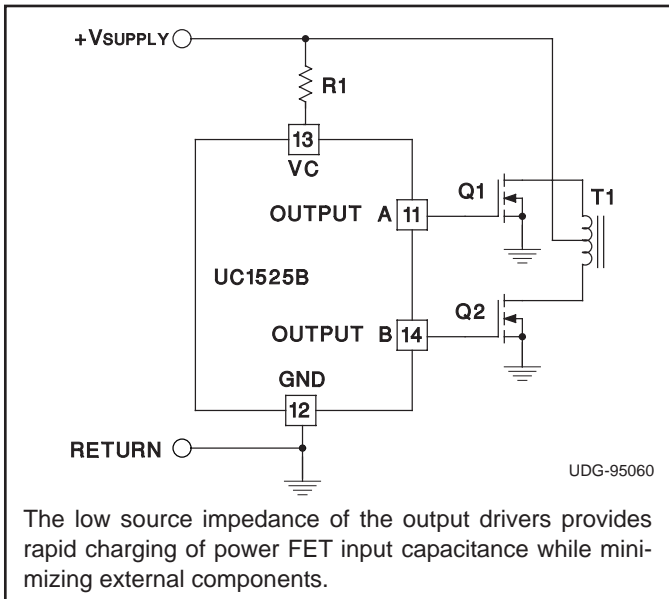 +VSUPPLY
R1
13
VC
OUTPUT A 11
Q1
T1
UC1525B
OUTPUT B 14
Q2
GND
12
RETURN
UDG-95060
The low source impedance of the output drivers provides
rapid charging of power FET input capacitance while mini-
mizing external components.